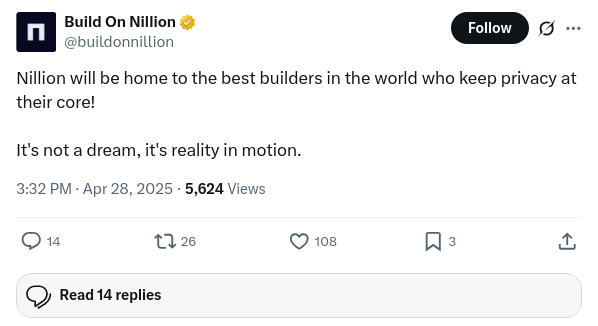 Build On Nillion
@buildonnillion
Follow
Nillion will be home to the best builders in the world who keep privacy at
their core!
It's not a dream, it's reality in motion.
3:32 PM · Apr 28, 2025 · 5,624 Views
14
26
108
3
Read 14 replies